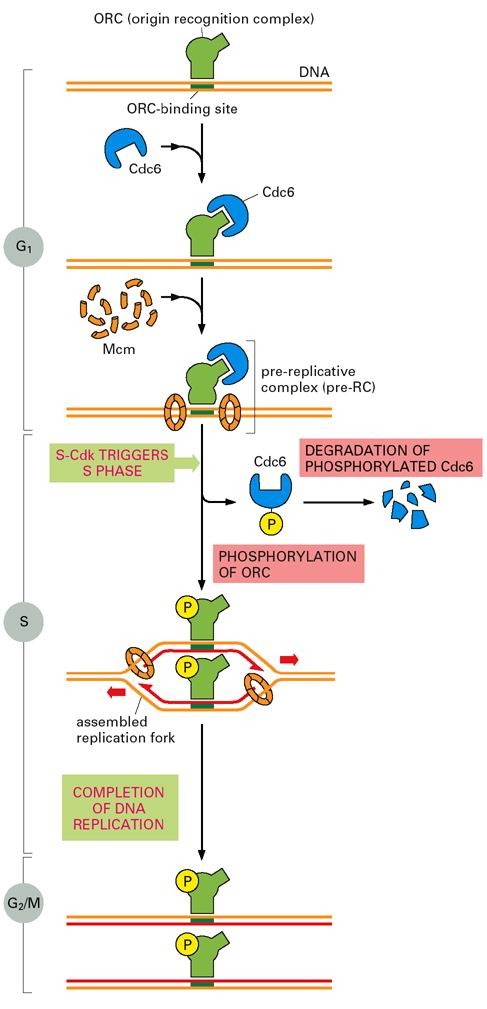 ORC (origin recognition complex)
DNA
ORC-binding site
Cdc6
Cdc6
G1
Mcm
pre-replicative
complex (pre-RC)
S-Cdk TRIGGERS
S PHASE
Cdc6
DEGRADATION OF
PHOSPHORYLATED Cdc6
P
PHOSPHORYLATION
OF ORC
P
S
P
assembled
replication fork
COMPLETION
OF DNA
REPLICATION
P
G2/M
P